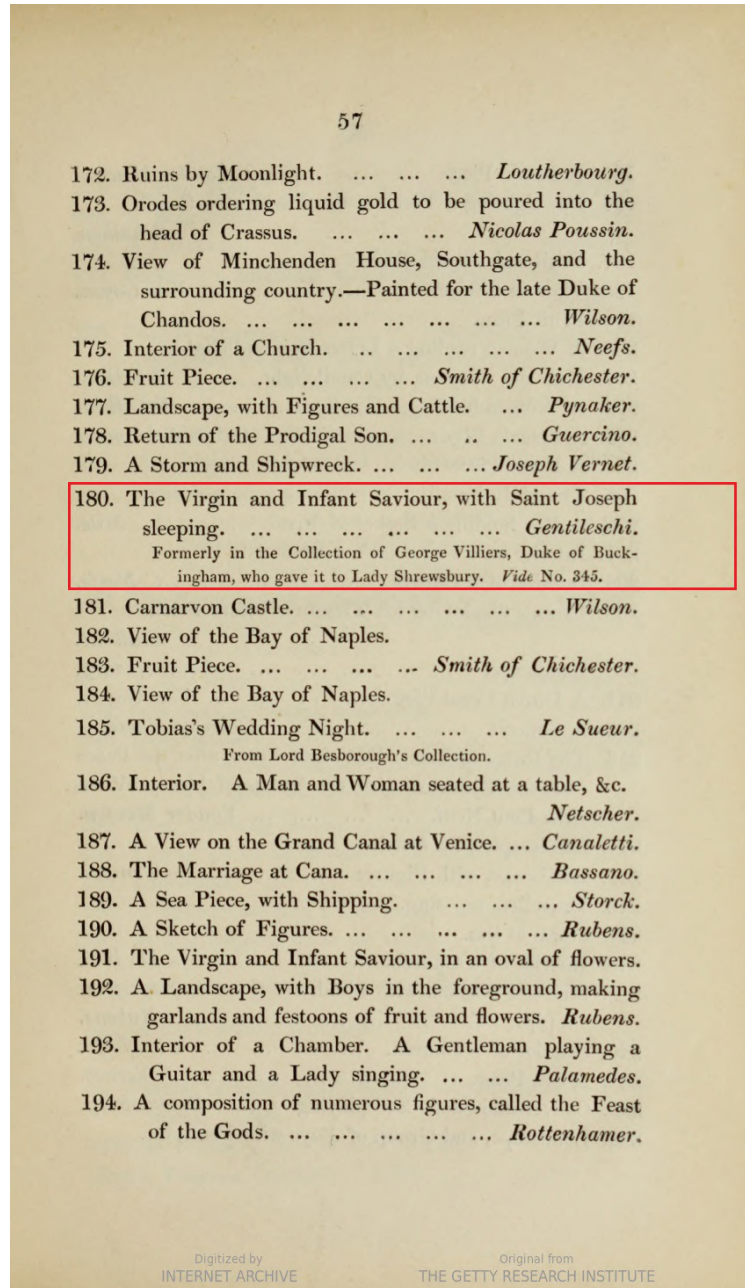 57
172. Ruins by Moonlight. ... ... ... Loutherbourg.
173. Orodes ordering liquid gold to be poured into the
head of Crassus. ... ... ... Nicolas Poussin.
174. View of Minchenden House, Southgate, and the
surrounding country.—Painted for the late Duke of
Chandos. ... ... ... ... ... ... ... Wilson.
175. Interior of a Church. .. ... ... ... ... Neefs.
176. Fruit Piece. ... ... ... ... Smith of Chichester.
177. Landscape, with Figures and Cattle. ... Pynaker.
178. Return of the Prodigal Son. ... .. ... Guercino.
179. A Storm and Shipwreck. ... ... ... Joseph Vernet.
180. The Virgin and Infant Saviour, with Saint Joseph
sleeping. ... ... ... ... ... ... Gentileschi.
Formerly in the Collection of George Villiers, Duke of Buck-
ingham, who gave it to Lady Shrewsbury. Vide No. 345.
181. Carnarvon Castle. ... ... ... ... ... ... Wilson.
182. View of the Bay of Naples.
183. Fruit Piece. ... ... ... ... Smith of Chichester.
184. View of the Bay of Naples.
185. Tobias's Wedding Night. ... ... ... Le Sueur.
From Lord Besborough's Collection.
186. Interior. A Man and Woman seated at a table, &c.
Netscher.
187. A View on the Grand Canal at Venice. ... Canaletti.
188. The Marriage at Cana. ... ... ... ... Bassano.
189. A Sea Piece, with Shipping. ... ... ... Storck.
190. A Sketch of Figures. ... ... ... ... ... Rubens.
191. The Virgin and Infant Saviour, in an oval of flowers.
192. A Landscape, with Boys in the foreground, making
garlands and festoons of fruit and flowers. Rubens.
193. Interior of a Chamber. A Gentleman playing a
Guitar and a Lady singing. ... ... Palamedes.
194. A composition of numerous figures, called the Feast
of the Gods. ... ... ... ... ... Rottenhamer.
Digitized by
INTERNET ARCHIVE
Original from
THE GETTY RESEARCH INSTITUTE